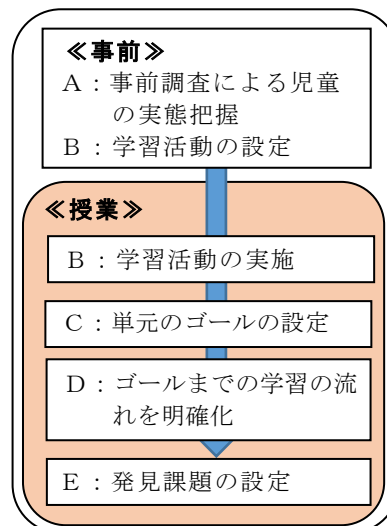 ≪事前≫
A：事前調査による児童
の実態把握
B：学習活動の設定
≪授業≫
B：学習活動の実施
C：単元のゴールの設定
D：ゴールまでの学習の流
れを明確化
E：発見課題の設定